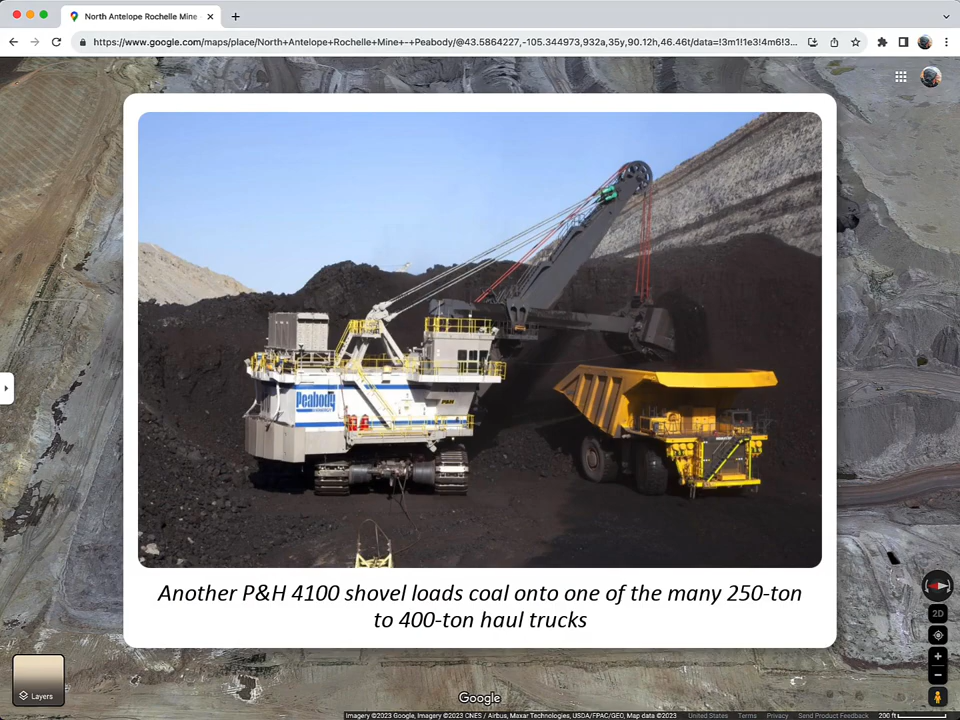 North Antelope Rochelle Mine
https://www.google.com/maps/place/North+Antelope+Rochelle+Mine+-+Peabody/@43.5864227,-105.344973,932a,35y,90.12h,46.46t/data=!3m1!1e3!4m6!3...
Peabody
P&H
Another P&H 4100 shovel loads coal onto one of the many 250-ton
to 400-ton haul trucks
2D
Layers
Google
Imagery ©2023 Google, Imagery ©2023 CNES / Airbus, Maxar Technologies, USDA/FPAC/GEO, Map data ©2023 United States Terms Privacy Send Product Feedback 200 ft